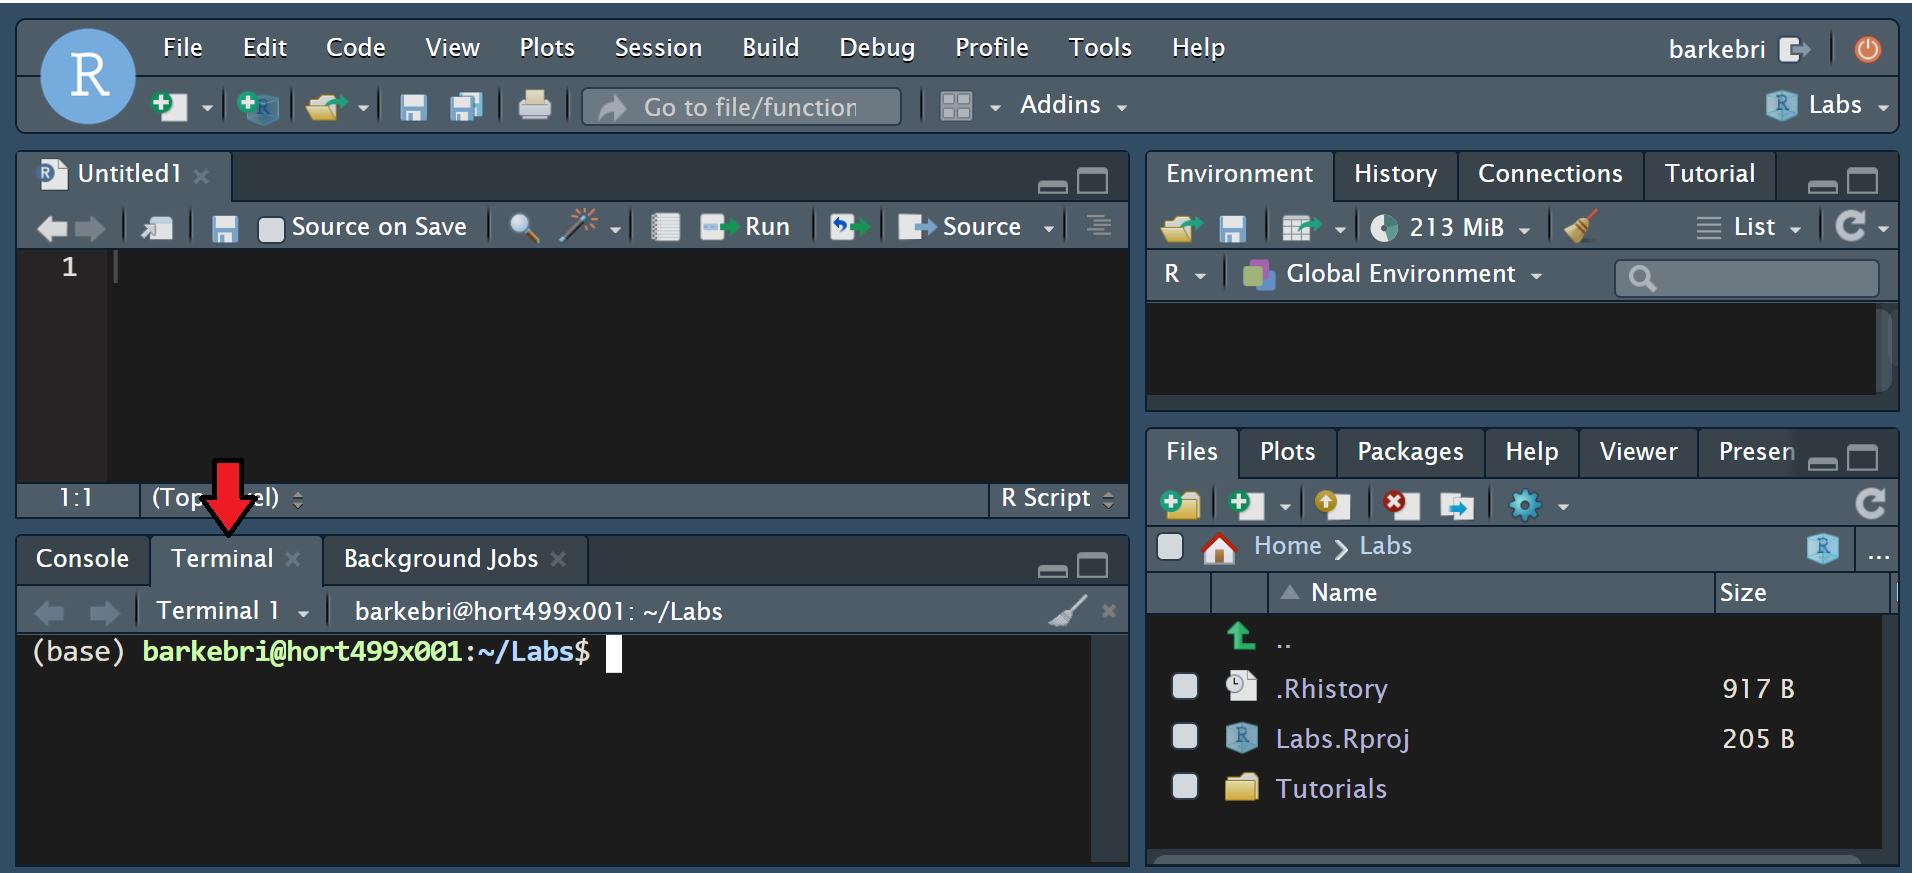 R
File Edit Code View Plots Session Build Debug Profile Tools Help
barkebri
Go to file/function
Addins
Labs
Untitled1
Source on Save
Run
Source
1
1:1
R Script
Console
Terminal
Background Jobs
Terminal 1
barkebri@hort499x001: ~/Labs
(base) barkebri@hort499x001:~/Labs$
Environment History Connections Tutorial
213 MiB
List
R
Global Environment
Files Plots Packages Help Viewer Presen
Home
Labs
...
Name
Size
..
.Rhistory 917 B
Labs.Rproj 205 B
Tutorials